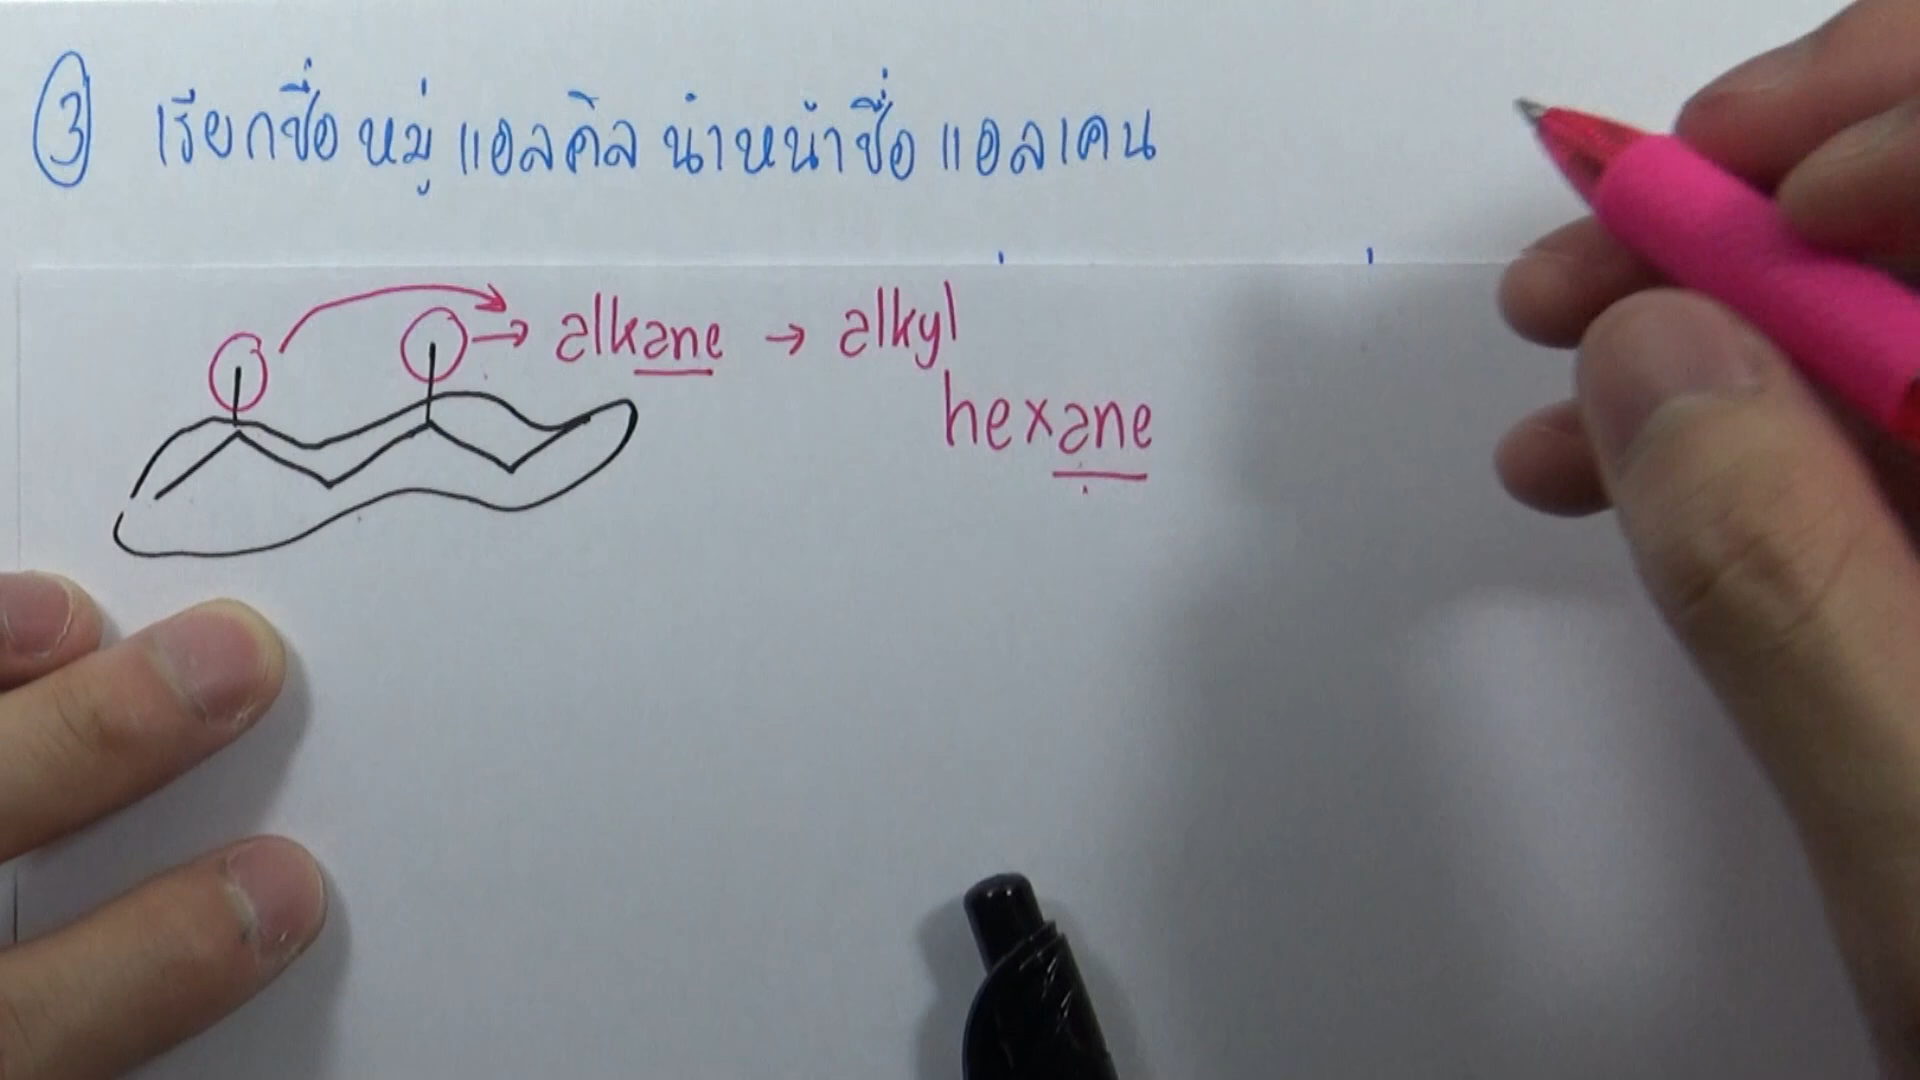 ③ เรียกชื่อ หมู่ แอลคิล นำหน้าชื่อ แอลเคน
alkane → alkyl
hexane